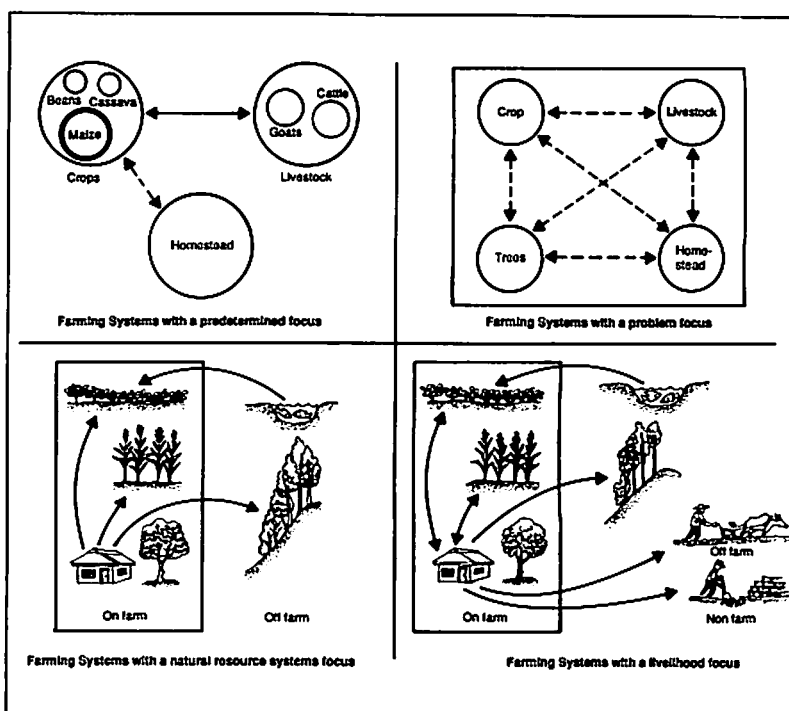 Beans Cassava
Maize
Crops
Cattle
Goats
Livestock
Homestead
Farming Systems with a predetermined focus
Crop
Livestock
Trees
Home-
stead
Farming Systems with a problem focus
On farm
Off farm
Farming Systems with a natural resource systems focus
Off farm
On farm
Non farm
Farming Systems with a livelihood focus